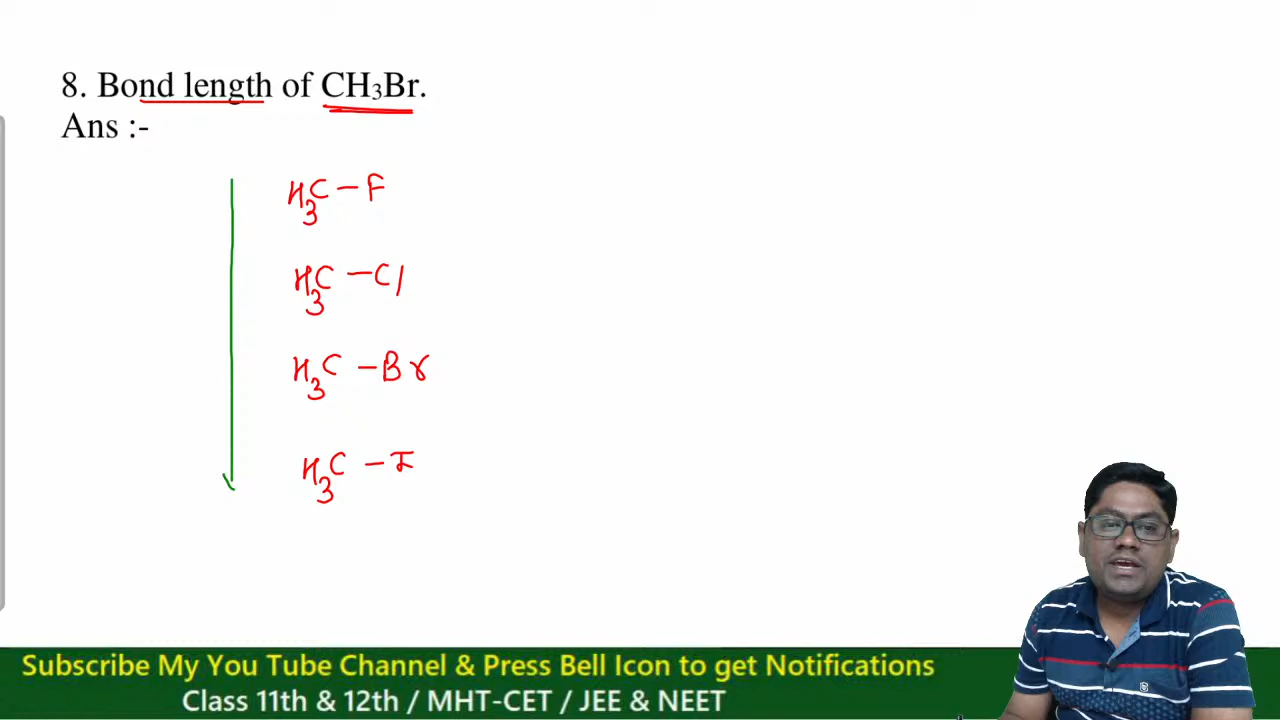 8. Bond length of CH₃Br.
Ans :-
H₃C – F
H₃C – Cl
H₃C – Br
H₃C – I
Subscribe My You Tube Channel & Press Bell Icon to get Notifications
Class 11th & 12th / MHT-CET / JEE & NEET